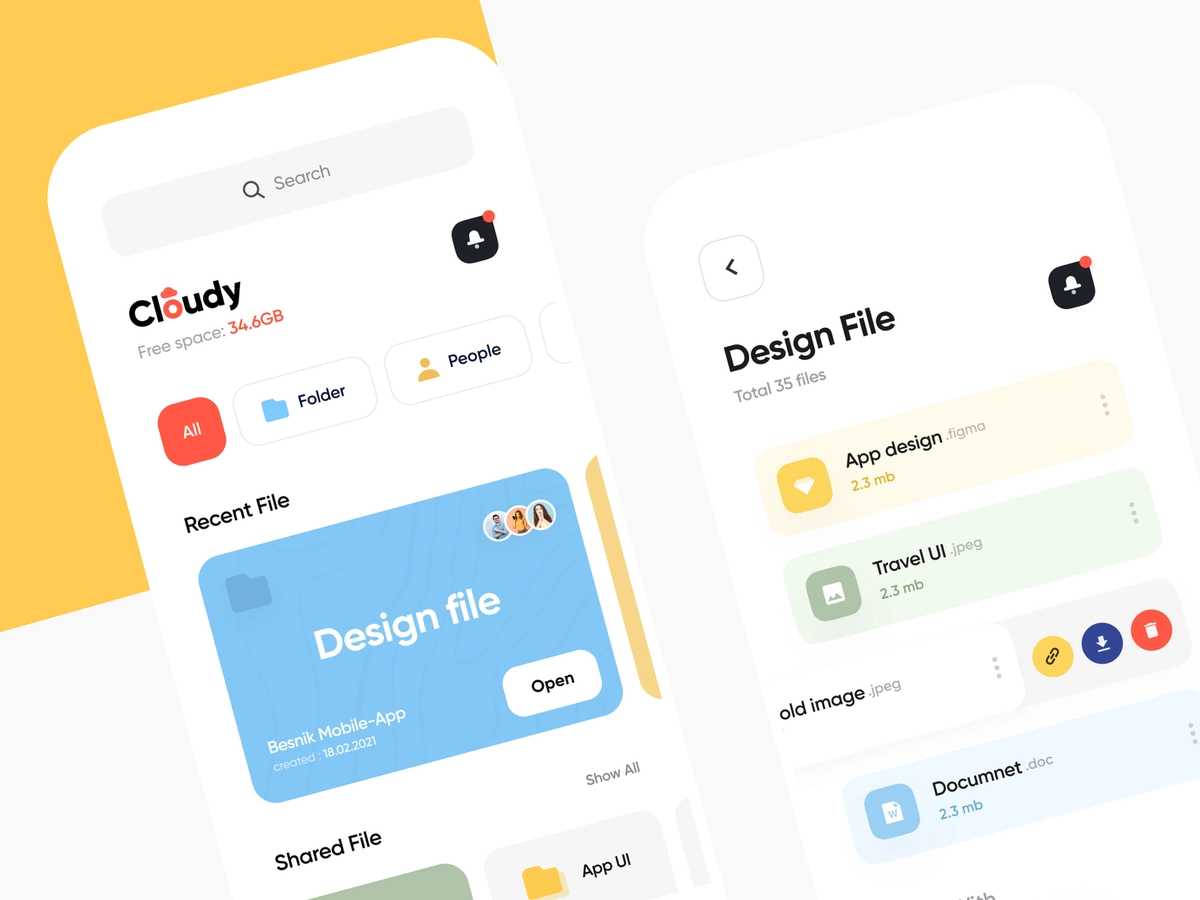 Search
Cloudy
Free space: 34.6GB
All
Folder
People
Recent File
Design file
Open
Besnik Mobile-App
created : 18.02.2021
Show All
Shared File
App UI
Design File
Total 35 files
App design .figma
2.3 mb
Travel UI .jpeg
2.3 mb
old image .jpeg
Documnet .doc
W
2.3 mb